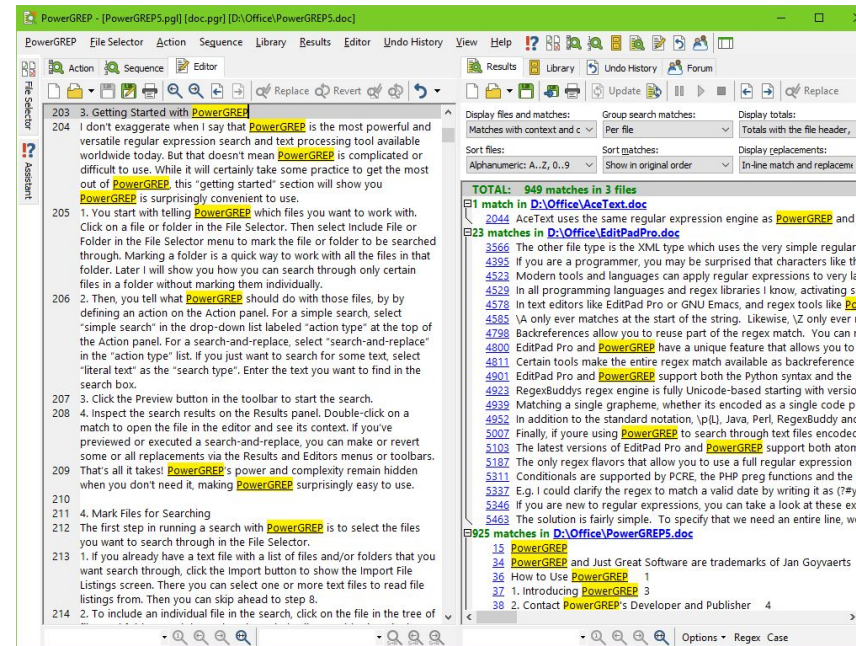 PowerGREP - [PowerGREP5.pgl] [doc.pgr] [D:\Office\PowerGREP5.doc]
PowerGREP File Selector Action Sequence Library Results Editor Undo History View Help
File Selector
Assistant
Action Sequence Editor
Replace Revert
203 3. Getting Started with PowerGREP
204 I don't exaggerate when I say that PowerGREP is the most powerful and
versatile regular expression search and text processing tool available
worldwide today. But that doesn't mean PowerGREP is complicated or
difficult to use. While it will certainly take some practice to get the most
out of PowerGREP, this "getting started" section will show you
PowerGREP is surprisingly convenient to use.
205 1. You start with telling PowerGREP which files you want to work with.
Click on a file or folder in the File Selector. Then select Include File or
Folder in the File Selector menu to mark the file or folder to be searched
through. Marking a folder is a quick way to work with all the files in that
folder. Later I will show you how you can search through only certain
files in a folder without marking them individually.
206 2. Then, you tell what PowerGREP should do with those files, by by
defining an action on the Action panel. For a simple search, select
"simple search" in the drop-down list labeled "action type" at the top of
the Action panel. For a search-and-replace, select "search-and-replace"
in the "action type" list. If you just want to search for some text, select
"literal text" as the "search type". Enter the text you want to find in the
search box.
207 3. Click the Preview button in the toolbar to start the search.
208 4. Inspect the search results on the Results panel. Double-click on a
match to open the file in the editor and see its context. If you've
previewed or executed a search-and-replace, you can make or revert
some or all replacements via the Results and Editors menus or toolbars.
209 That's all it takes! PowerGREP's power and complexity remain hidden
when you don't need it, making PowerGREP surprisingly easy to use.
210
211 4. Mark Files for Searching
212 The first step in running a search with PowerGREP is to select the files
you want to search through in the File Selector.
213 1. If you already have a text file with a list of files and/or folders that you
want search through, click the Import button to show the Import File
Listings screen. There you can select one or more text files to read file
listings from. Then you can skip ahead to step 8.
214 2. To include an individual file in the search, click on the file in the tree of
Results Library Undo History Forum
Update Replace
Display files and matches: Group search matches: Display totals:
Matches with context and c Per file Totals with the file header,
Sort files: Sort matches: Display replacements:
Alphanumeric: A..Z, 0..9 Show in original order In-line match and replaceme
TOTAL: 949 matches in 3 files
1 match in D:\Office\AceText.doc
2044 AceText uses the same regular expression engine as PowerGREP and
23 matches in D:\Office\EditPadPro.doc
3566 The other file type is the XML type which uses the very simple regular
4395 If you are a programmer, you may be surprised that characters like th
4523 Modern tools and languages can apply regular expressions to very la
4529 In all programming languages and regex libraries I know, activating s
4578 In text editors like EditPad Pro or GNU Emacs, and regex tools like Po
4585 \A only ever matches at the start of the string. Likewise, \Z only ever
4798 Backreferences allow you to reuse part of the regex match. You can
4800 EditPad Pro and PowerGREP have a unique feature that allows you to
4811 Certain tools make the entire regex match available as backreference
4901 EditPad Pro and PowerGREP support both the Python syntax and the
4923 RegexBuddys regex engine is fully Unicode-based starting with versio
4939 Matching a single grapheme, whether its encoded as a single code p
4952 In addition to the standard notation, \p{L}, Java, Perl, RegexBuddy and
5007 Finally, if youre using PowerGREP to search through text files encoded
5103 The latest versions of EditPad Pro and PowerGREP support both atom
5187 The only regex flavors that allow you to use a full regular expression
5311 Conditionals are supported by PCRE, the PHP preg functions and the
5337 E.g. I could clarify the regex to match a valid date by writing it as (?#y
5346 If you are new to regular expressions, you can take a look at these ex
5463 The solution is fairly simple. To specify that we need an entire line, we
925 matches in D:\Office\PowerGREP5.doc
15 PowerGREP
34 PowerGREP and Just Great Software are trademarks of Jan Goyvaerts
36 How to Use PowerGREP 1
37 1. Introducing PowerGREP 3
38 2. Contact PowerGREP's Developer and Publisher 4
Options Regex Case